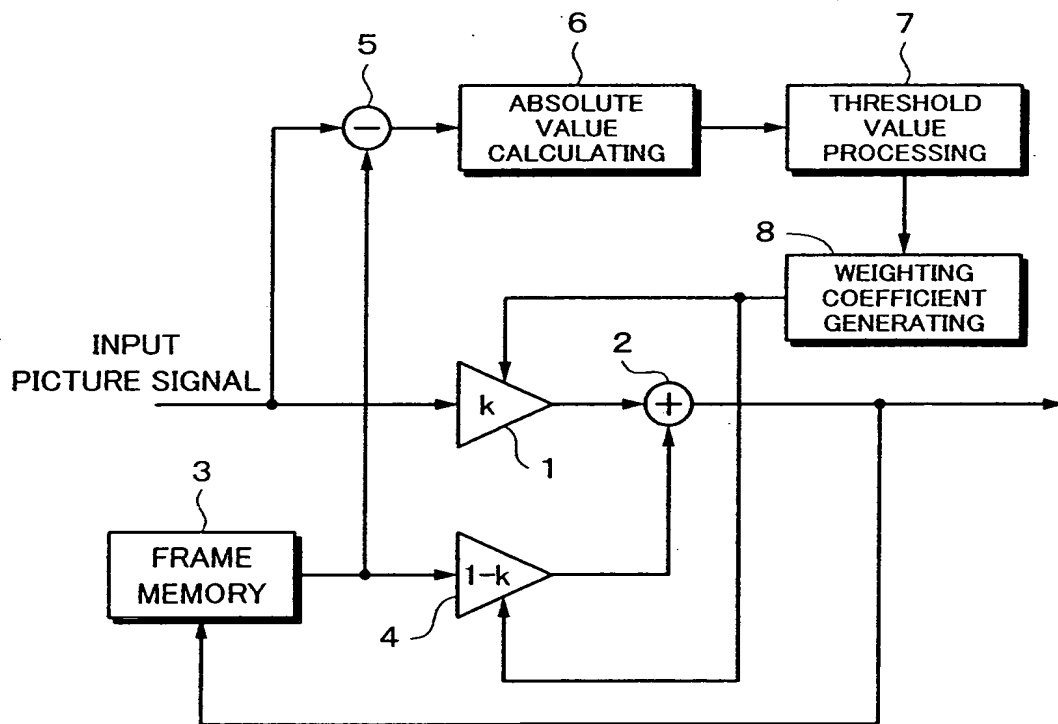 5
6
7
−
ABSOLUTE
VALUE
CALCULATING
THRESHOLD
VALUE
PROCESSING
8
WEIGHTING
COEFFICIENT
GENERATING
INPUT
PICTURE SIGNAL
2
k
+
1
3
FRAME
MEMORY
1−k
4